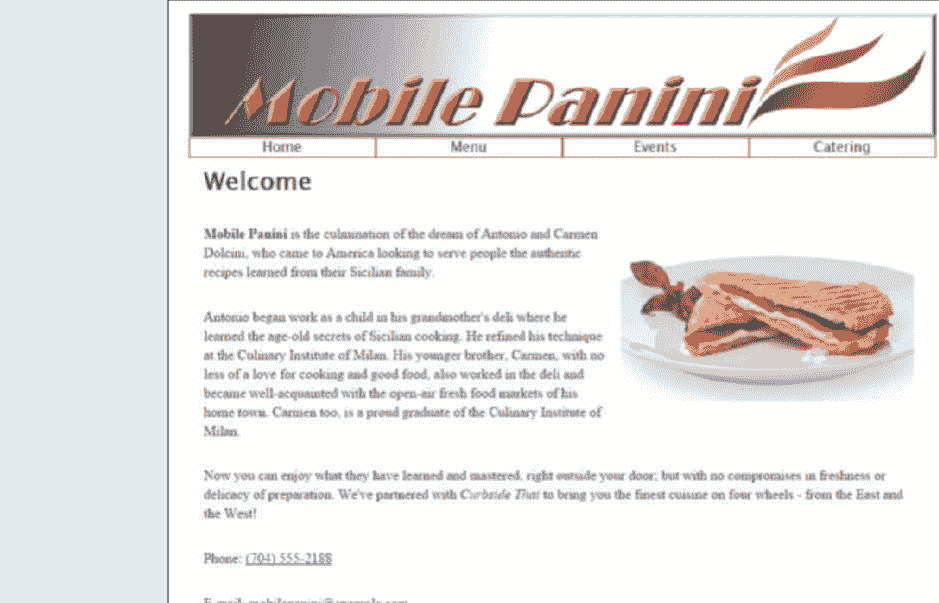 Mobile Panini
Home Menu Events Catering
Welcome
Mobile Panini is the culmination of the dream of Antonio and Carmen
Dolcini, who came to America looking to serve people the authentic
recipes learned from their Sicilian family.
Antonio began work as a child in his grandmother's deli where he
learned the age-old secrets of Sicilian cooking. He refined his technique
at the Culinary Institute of Milan. His younger brother, Carmen, with no
less of a love for cooking and good food, also worked in the deli and
became well-acquainted with the open-air fresh food markets of his
home town. Carmen too, is a proud graduate of the Culinary Institute of
Milan.
Now you can enjoy what they have learned and mastered, right outside your door; but with no compromises in freshness or
delicacy of preparation. We've partnered with Curbside Thai to bring you the finest cuisine on four wheels - from the East and
the West!
Phone: (704) 555-2188
E-mail: mobilepanini@example.com